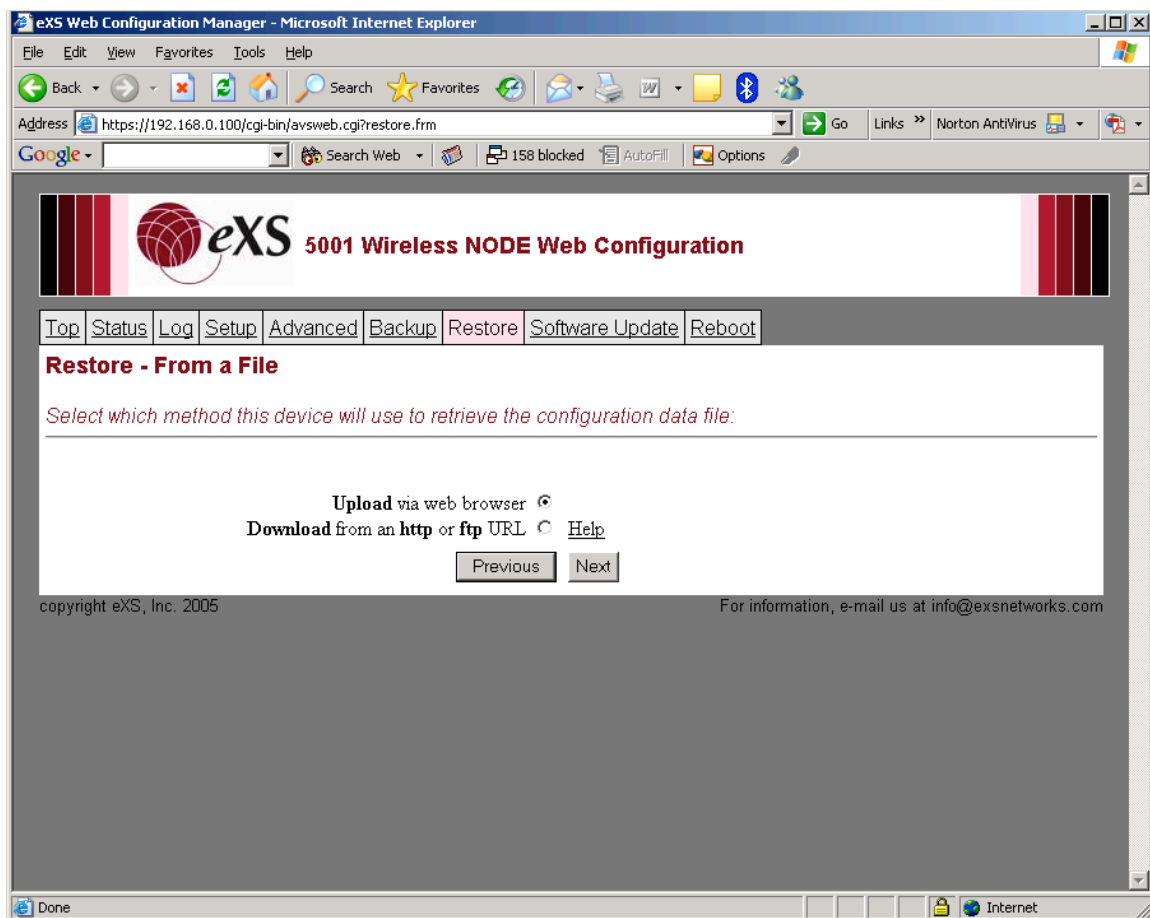 eXS Web Configuration Manager - Microsoft Internet Explorer
File Edit View Favorites Tools Help
Back Search Favorites
Address https://192.168.0.100/cgi-bin/avsweb.cgi?restore.frm Go Links » Norton AntiVirus
Google Search Web 158 blocked AutoFill Options
eXS 5001 Wireless NODE Web Configuration
Top Status Log Setup Advanced Backup Restore Software Update Reboot
Restore - From a File
Select which method this device will use to retrieve the configuration data file:
Upload via web browser
Download from an http or ftp URL Help
Previous Next
copyright eXS, Inc. 2005 For information, e-mail us at info@exsnetworks.com
Done Internet